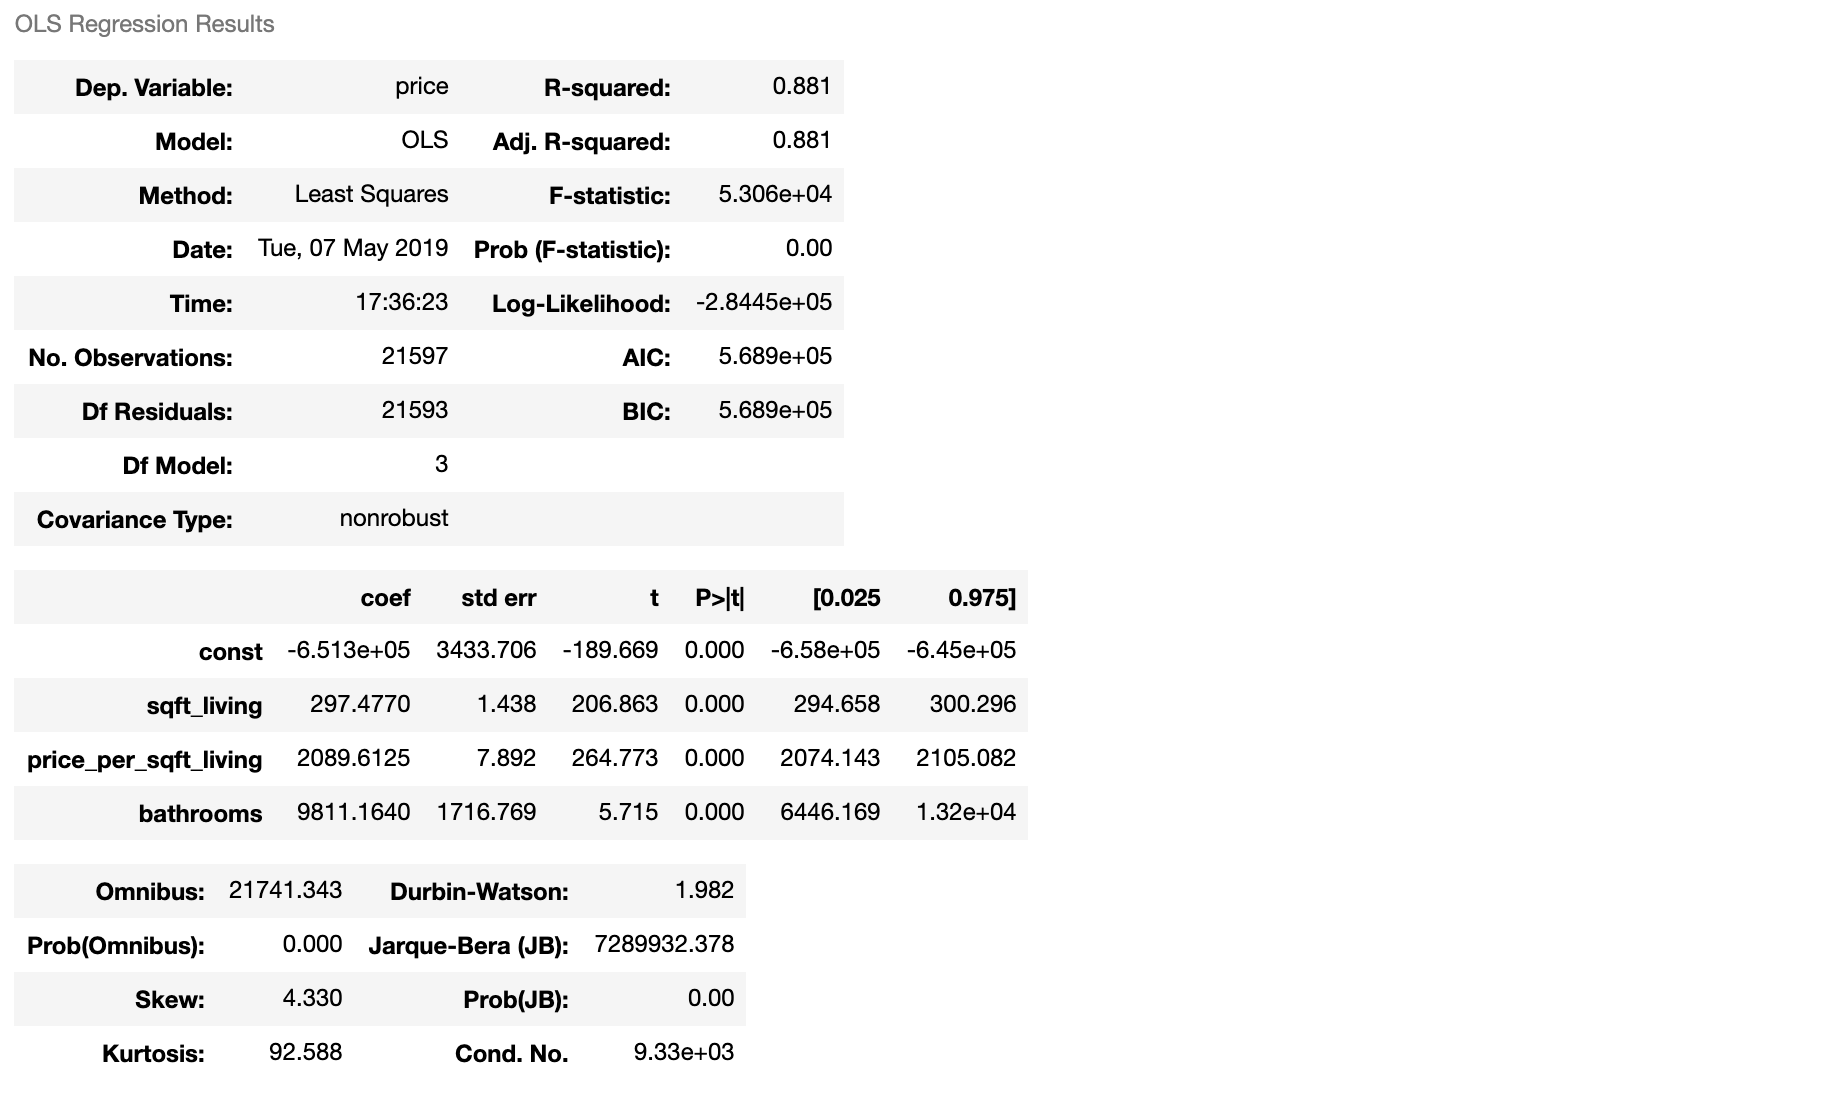 OLS Regression Results
Dep. Variable: price R-squared: 0.881
Model: OLS Adj. R-squared: 0.881
Method: Least Squares F-statistic: 5.306e+04
Date: Tue, 07 May 2019 Prob (F-statistic): 0.00
Time: 17:36:23 Log-Likelihood: -2.8445e+05
No. Observations: 21597 AIC: 5.689e+05
Df Residuals: 21593 BIC: 5.689e+05
Df Model: 3
Covariance Type: nonrobust
coef std err t P>|t| [0.025 0.975]
const -6.513e+05 3433.706 -189.669 0.000 -6.58e+05 -6.45e+05
sqft_living 297.4770 1.438 206.863 0.000 294.658 300.296
price_per_sqft_living 2089.6125 7.892 264.773 0.000 2074.143 2105.082
bathrooms 9811.1640 1716.769 5.715 0.000 6446.169 1.32e+04
Omnibus: 21741.343 Durbin-Watson: 1.982
Prob(Omnibus): 0.000 Jarque-Bera (JB): 7289932.378
Skew: 4.330 Prob(JB): 0.00
Kurtosis: 92.588 Cond. No. 9.33e+03